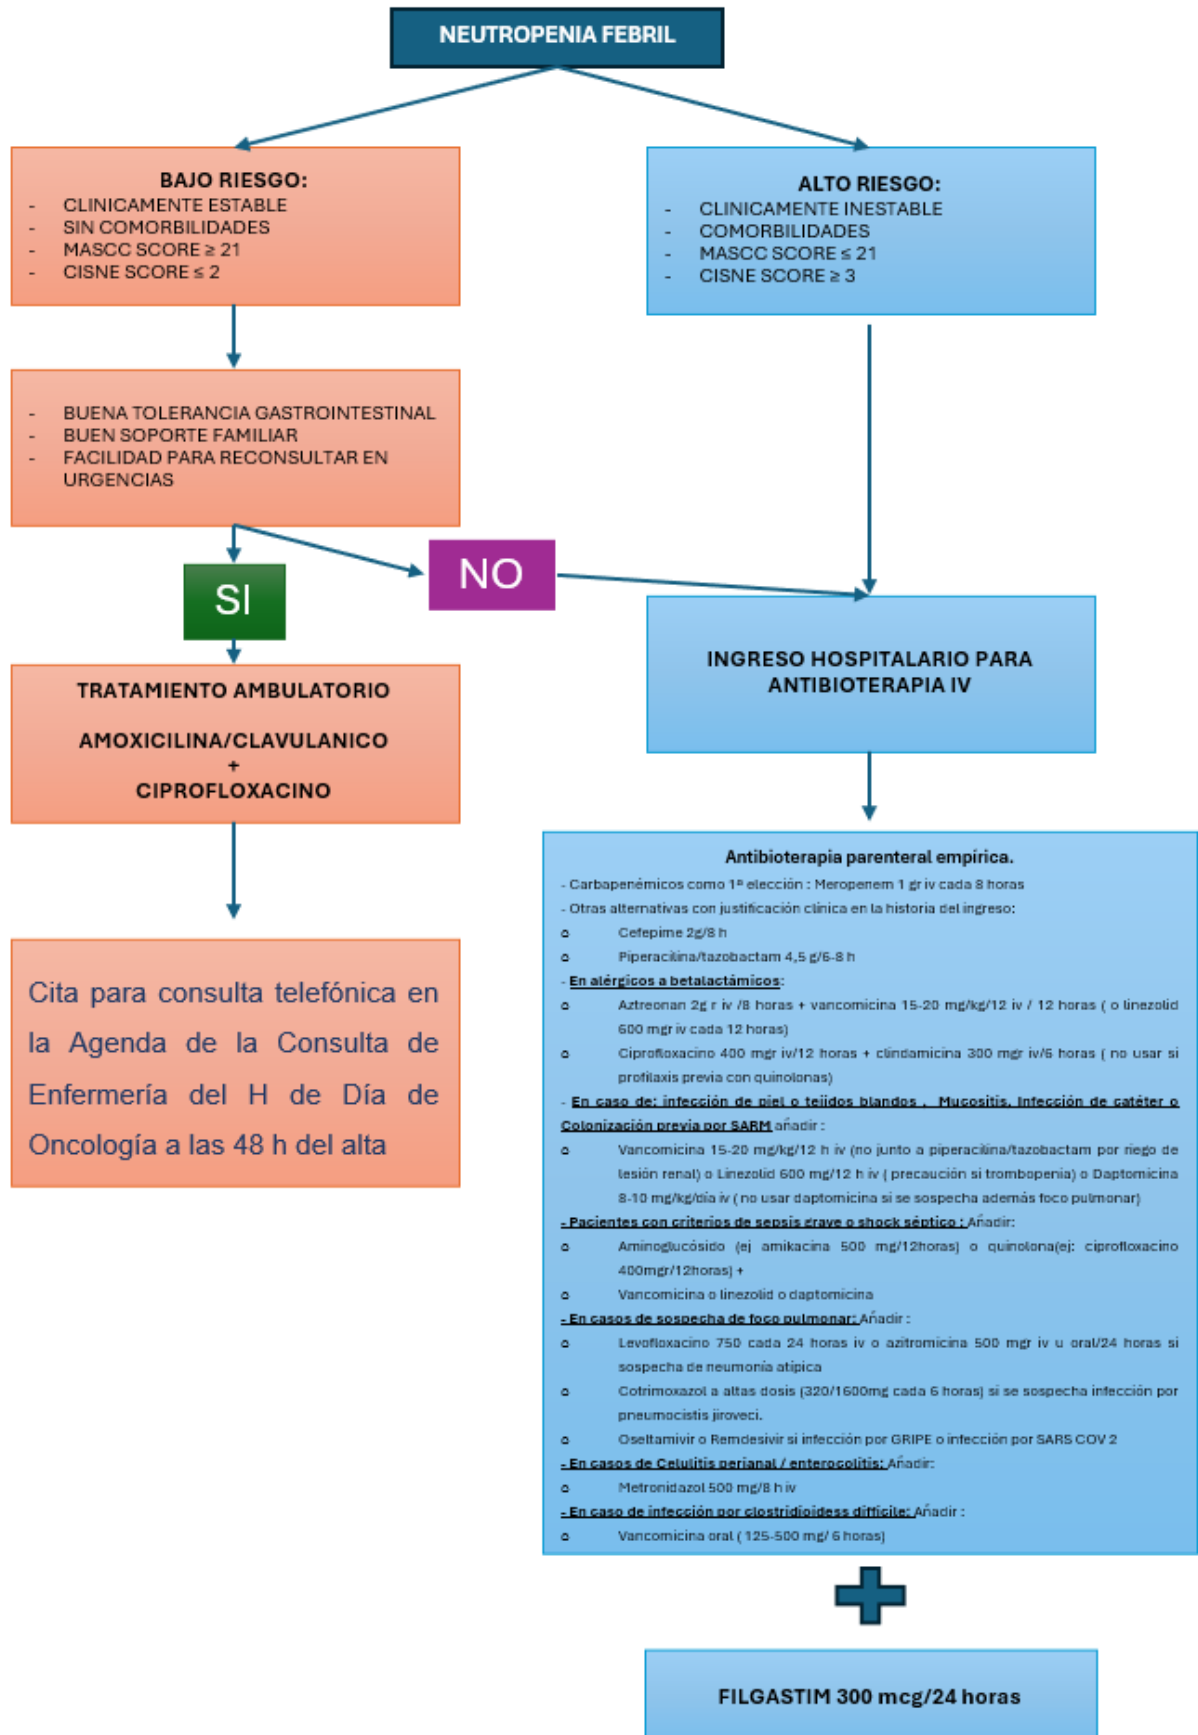 NEUTROPENIA FEBRIL
BAJO RIESGO:
- CLINICAMENTE ESTABLE
- SIN COMORBILIDADES
- MASCC SCORE ≥ 21
- CISNE SCORE ≤ 2
ALTO RIESGO:
- CLINICAMENTE INESTABLE
- COMORBILIDADES
- MASCC SCORE ≤ 21
- CISNE SCORE ≥ 3
- BUENA TOLERANCIA GASTROINTESTINAL
- BUEN SOPORTE FAMILIAR
- FACILIDAD PARA RECONSULTAR EN
URGENCIAS
SI
NO
TRATAMIENTO AMBULATORIO
AMOXICILINA/CLAVULANICO
+
CIPROFLOXACINO
INGRESO HOSPITALARIO PARA
ANTIBIOTERAPIA IV
Cita para consulta telefónica en
la Agenda de la Consulta de
Enfermería del H de Día de
Oncología a las 48 h del alta
Antibioterapia parenteral empírica.
- Carbapenémicos como 1ª elección : Meropenem 1 gr iv cada 8 horas
- Otras alternativas con justificación clínica en la historia del ingreso:
o Cefepime 2g/8 h
o Piperacilina/tazobactam 4,5 g/6-8 h
- En alérgicos a betalactámicos:
o Aztreonan 2g r iv /8 horas + vancomicina 15-20 mg/kg/12 iv / 12 horas ( o linezolid
600 mgr iv cada 12 horas)
o Ciprofloxacino 400 mgr iv/12 horas + clindamicina 300 mgr iv/6 horas ( no usar si
profilaxis previa con quinolonas)
- En caso de: infección de piel o tejidos blandos , Mucositis, Infección de catéter o
Colonización previa por SARM añadir :
o Vancomicina 15-20 mg/kg/12 h iv (no junto a piperacilina/tazobactam por riego de
lesión renal) o Linezolid 600 mg/12 h iv ( precaución si trombopenia) o Daptomicina
8-10 mg/kg/día iv ( no usar daptomicina si se sospecha además foco pulmonar)
- Pacientes con criterios de sepsis grave o shock séptico : Añadir:
o Aminoglucósido (ej amikacina 500 mg/12horas) o quinolona(ej: ciprofloxacino
400mgr/12horas) +
o Vancomicina o linezolid o daptomicina
- En casos de sospecha de foco pulmonar: Añadir :
o Levofloxacino 750 cada 24 horas iv o azitromicina 500 mgr iv u oral/24 horas si
sospecha de neumonía atípica
o Cotrimoxazol a altas dosis (320/1600mg cada 6 horas) si se sospecha infección por
pneumocistis jiroveci.
o Oseltamivir o Remdesivir si infección por GRIPE o infección por SARS COV 2
- En casos de Celulitis perianal / enterocolitis: Añadir:
o Metronidazol 500 mg/8 h iv
- En caso de infección por clostridioidess difficile: Añadir :
o Vancomicina oral ( 125-500 mg/ 6 horas)
FILGASTIM 300 mcg/24 horas